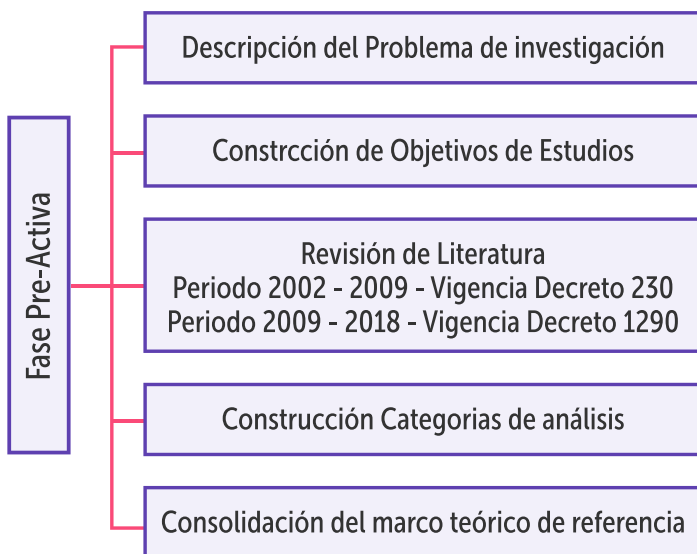 Fase Pre-Activa
Descripción del Problema de investigación
Constrcción de Objetivos de Estudios
Revisión de Literatura
Periodo 2002 - 2009 - Vigencia Decreto 230
Periodo 2009 - 2018 - Vigencia Decreto 1290
Construcción Categorias de análisis
Consolidación del marco teórico de referencia